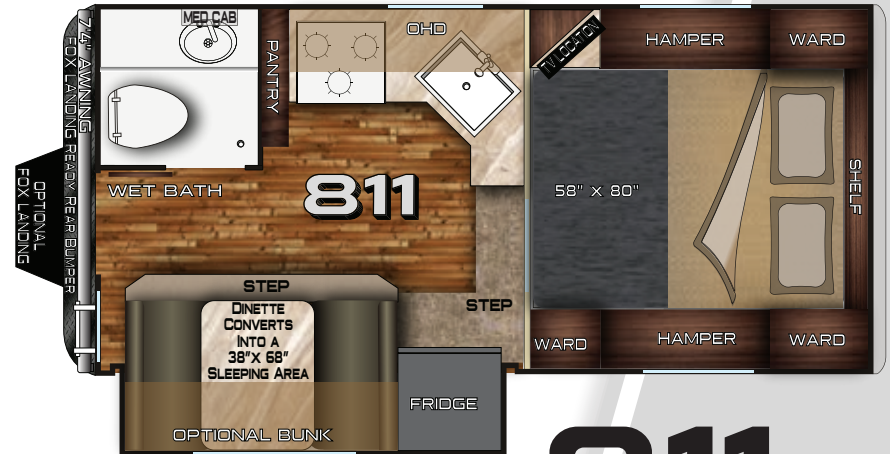 MED CAB
OHD
TV LOCATION
HAMPER
WARD
7'4" AWNING
FOX LANDING READY REAR BUMPER
PANTRY
OPTIONAL
FOX LANDING
WET BATH
811
58" X 80"
SHELF
STEP
DINETTE
CONVERTS
INTO A
38"X 68"
SLEEPING AREA
STEP
WARD
HAMPER
WARD
FRIDGE
OPTIONAL BUNK
811